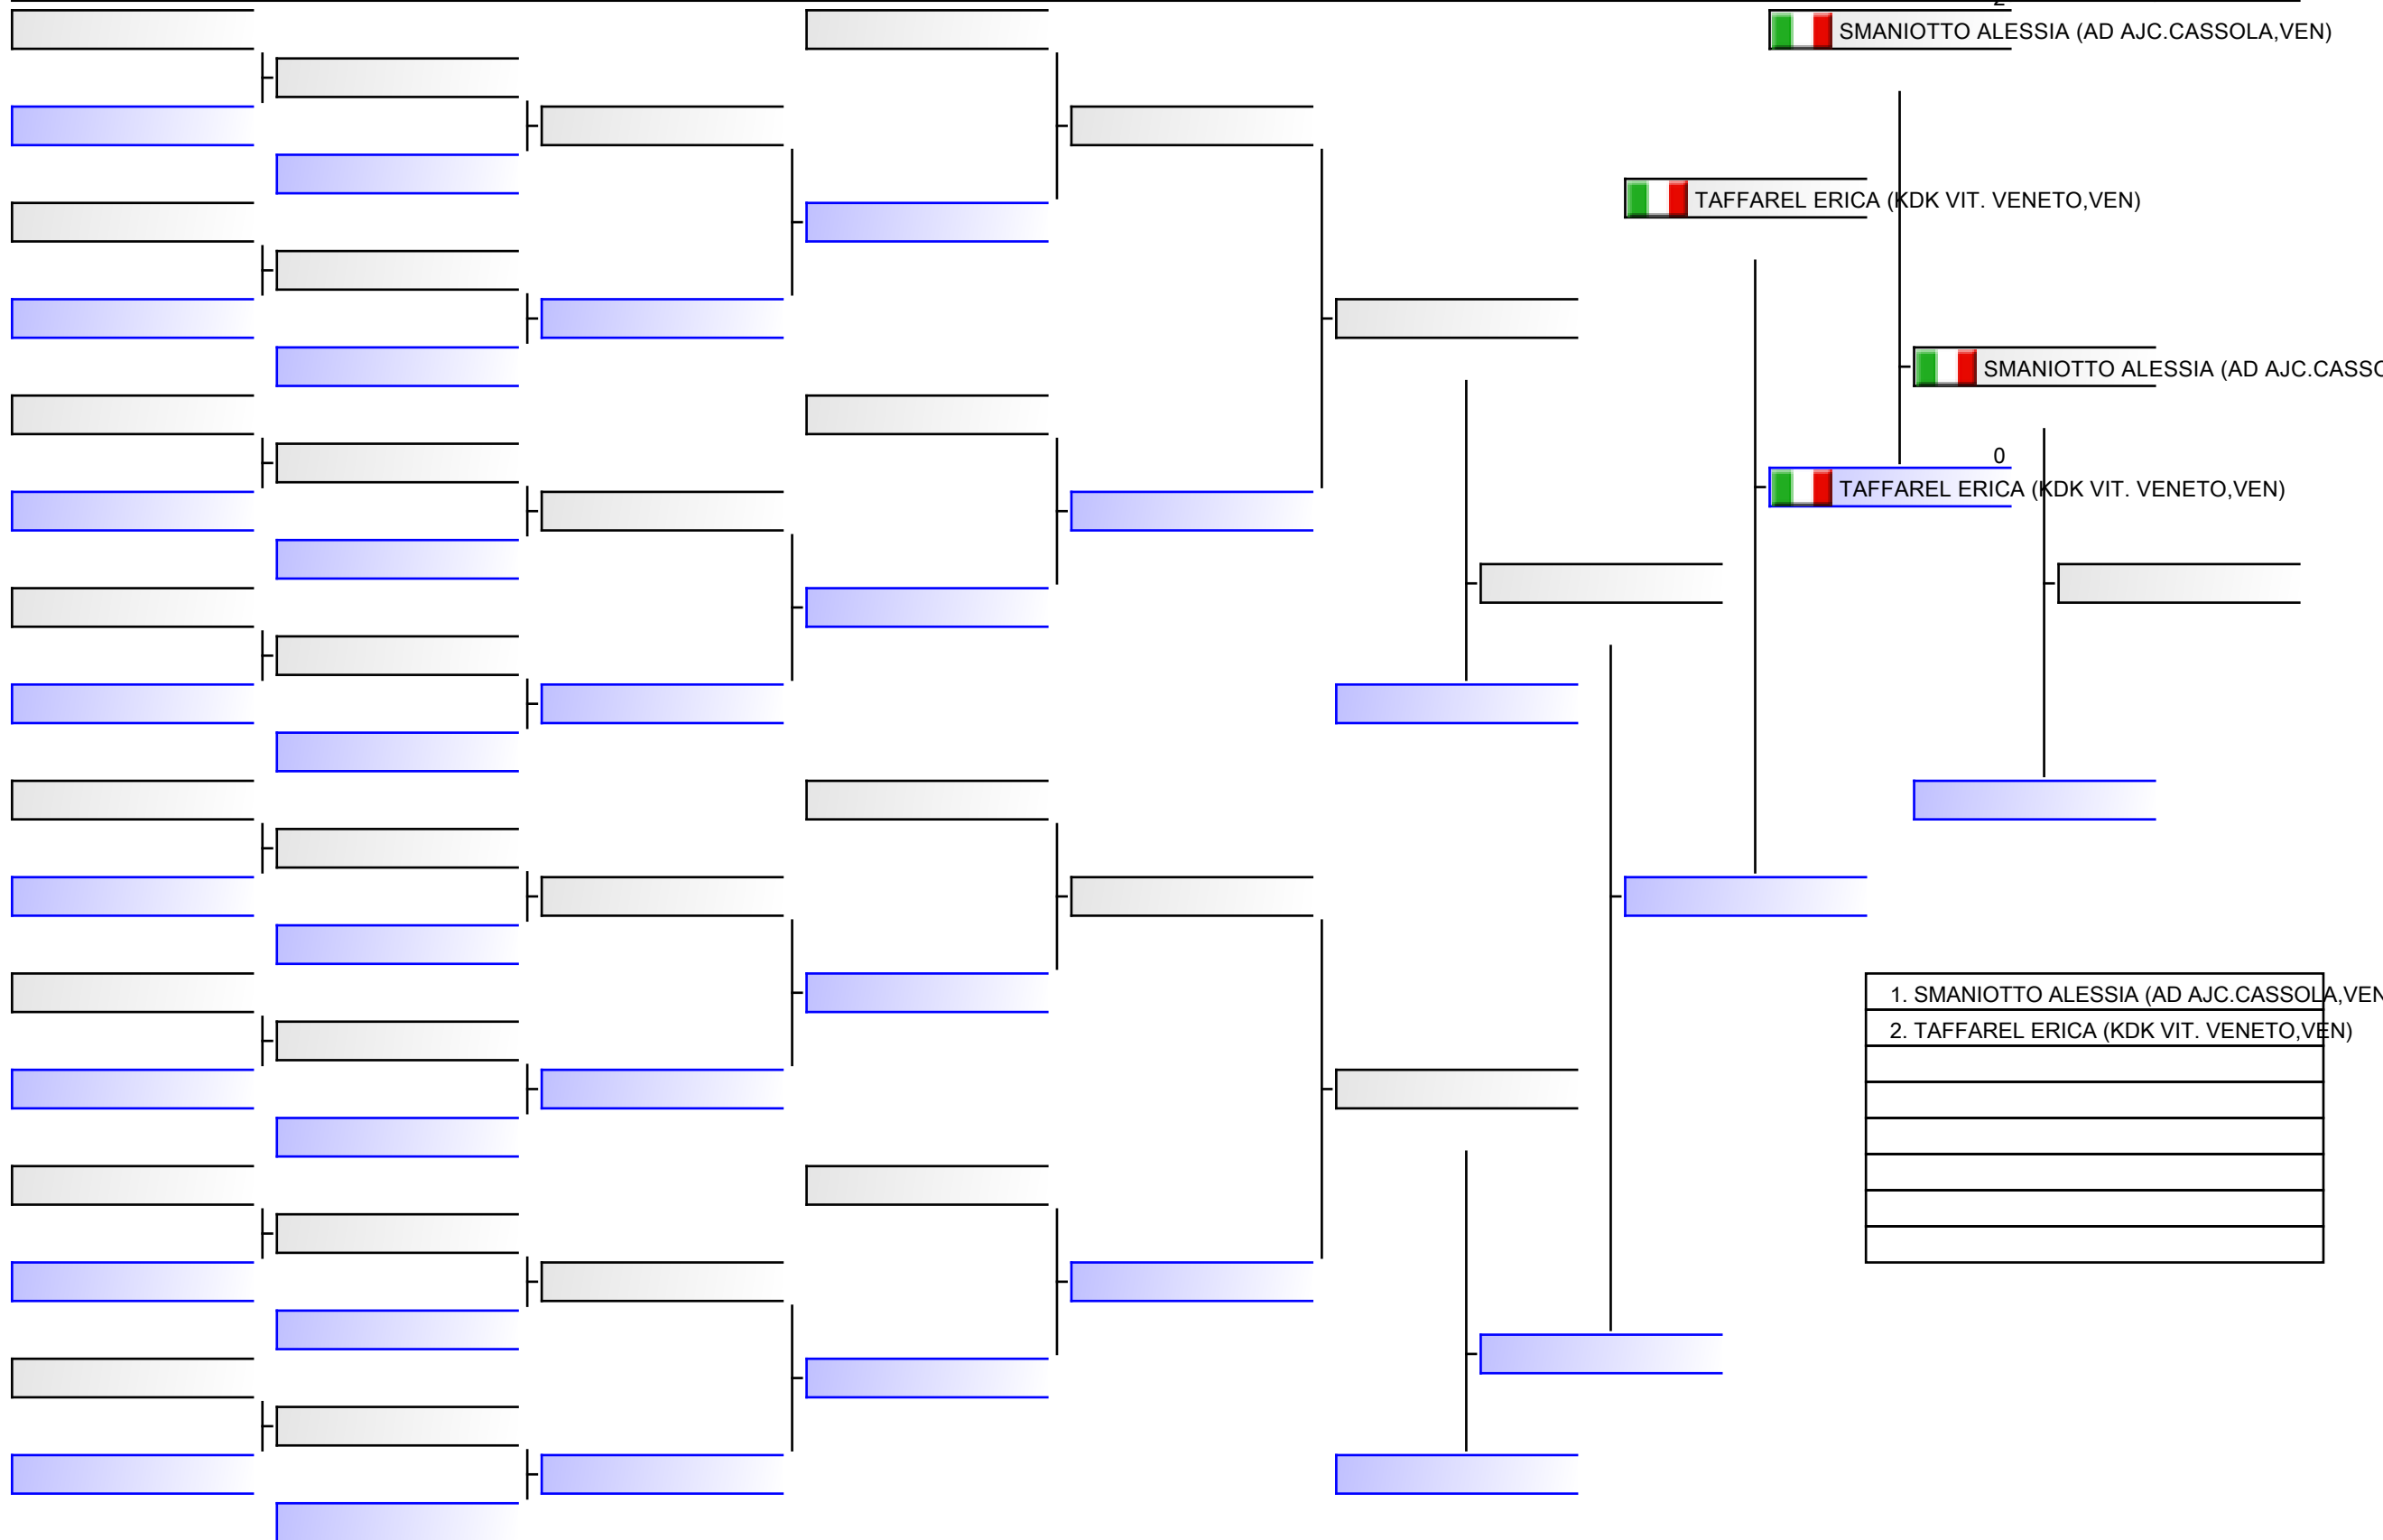 SMANIOTTO ALESSIA (AD AJC.CASSOLA,VEN)
TAFFAREL ERICA (KDK VIT. VENETO,VEN)
SMANIOTTO ALESSIA (AD AJC.CASSO
0
TAFFAREL ERICA (KDK VIT. VENETO,VEN)
1. SMANIOTTO ALESSIA (AD AJC.CASSOLA,VEN
2. TAFFAREL ERICA (KDK VIT. VENETO,VEN)